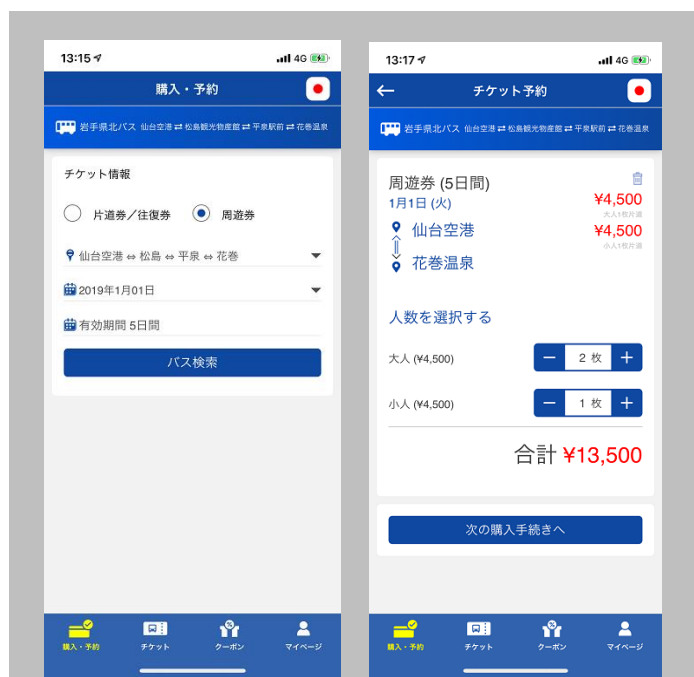 13:15
4G
購入・予約
岩手県北バス 仙台空港 ⇄ 松島観光物産館 ⇄ 平泉駅前 ⇄ 花巻温泉
チケット情報
片道券／往復券
周遊券
仙台空港 ⇔ 松島 ⇔ 平泉 ⇔ 花巻
2019年1月01日
有効期間 5日間
バス検索
購入・予約
チケット
クーポン
マイページ
13:17
4G
チケット予約
岩手県北バス 仙台空港 ⇄ 松島観光物産館 ⇄ 平泉駅前 ⇄ 花巻温泉
周遊券 (5日間)
1月1日 (火)
¥4,500
大人1枚片道
仙台空港
¥4,500
小人1枚片道
花巻温泉
人数を選択する
大人 (¥4,500)
2 枚
小人 (¥4,500)
1 枚
合計 ¥13,500
次の購入手続きへ
購入・予約
チケット
クーポン
マイページ